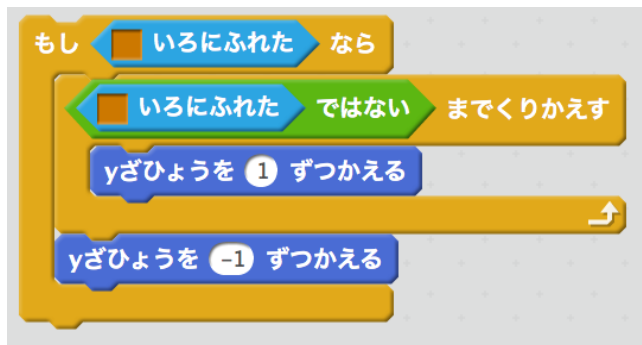 もし いろにふれた なら
いろにふれた ではない までくりかえす
yざひょうを 1 ずつかえる
yざひょうを -1 ずつかえる